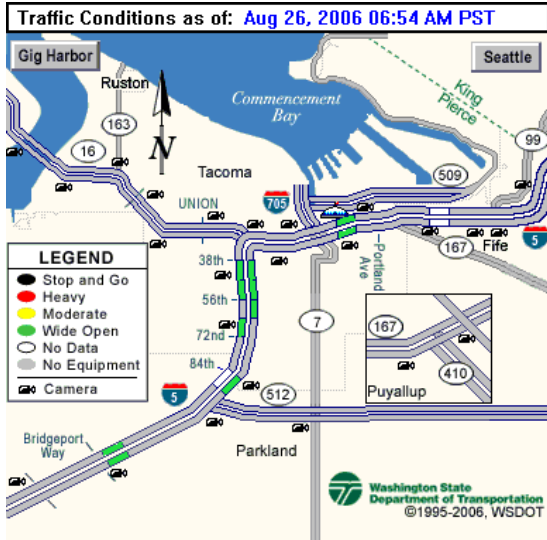 Traffic Conditions as of: Aug 26, 2006 06:54 AM PST
Gig Harbor
Seattle
Ruston
King
Pierce
Commencement
Bay
163
99
16
N
Tacoma
509
UNION
705
167
Fife
5
LEGEND
Stop and Go
Heavy
Moderate
Wide Open
No Data
No Equipment
Camera
38th
56th
72nd
84th
Portland
Ave
7
167
410
Puyallup
5
512
Bridgeport
Way
Parkland
Washington State
Department of Transportation
©1995-2006, WSDOT